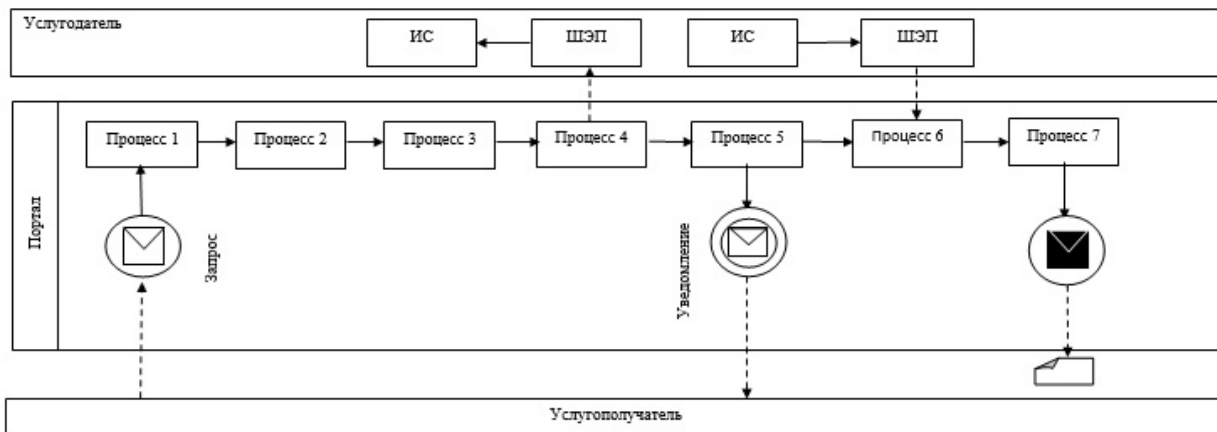 Услугодатель
ИС
ШЭП
ИС
ШЭП
Портал
Процесс 1
Процесс 2
Процесс 3
Процесс 4
Процесс 5
Процесс 6
Процесс 7
Запрос
Уведомление
Услугополучатель